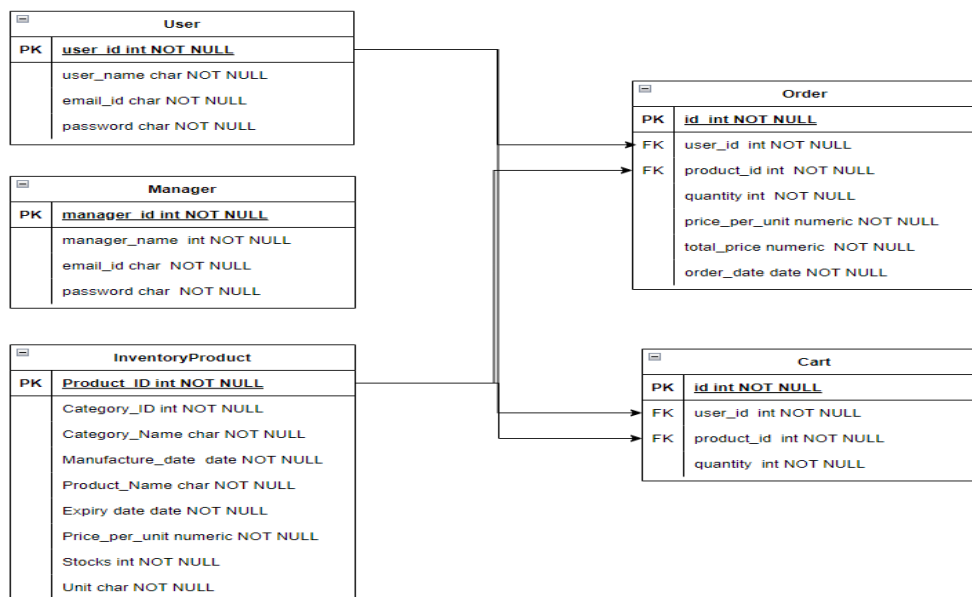 User
PK user_id int NOT NULL
user_name char NOT NULL
email_id char NOT NULL
password char NOT NULL
Manager
PK manager_id int NOT NULL
manager_name int NOT NULL
email_id char NOT NULL
password char NOT NULL
InventoryProduct
PK Product_ID int NOT NULL
Category_ID int NOT NULL
Category_Name char NOT NULL
Manufacture_date date NOT NULL
Product_Name char NOT NULL
Expiry date date NOT NULL
Price_per_unit numeric NOT NULL
Stocks int NOT NULL
Unit char NOT NULL
Order
PK id int NOT NULL
FK user_id int NOT NULL
FK product_id int NOT NULL
quantity int NOT NULL
price_per_unit numeric NOT NULL
total_price numeric NOT NULL
order_date date NOT NULL
Cart
PK id int NOT NULL
FK user_id int NOT NULL
FK product_id int NOT NULL
quantity int NOT NULL